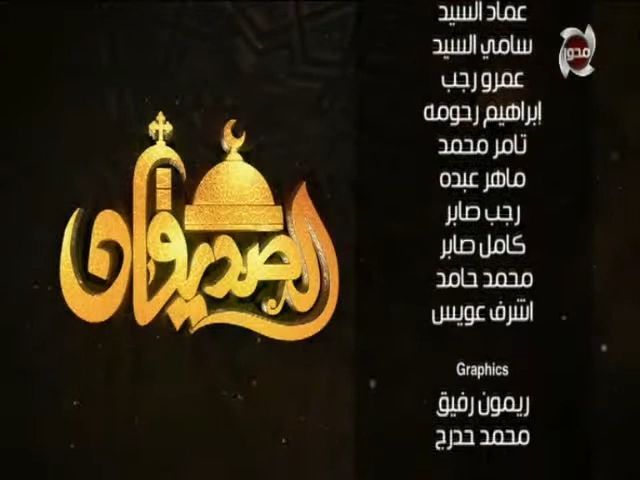 عماد السيد
سامي السيد
عمرو رجب
إبراهيم رحومه
تامر محمد
ماهر عبده
رجب صابر
كامل صابر
محمد حامد
اشرف عويس
Graphics
ريمون رفيق
محمد حدرج
الصديقان
محور